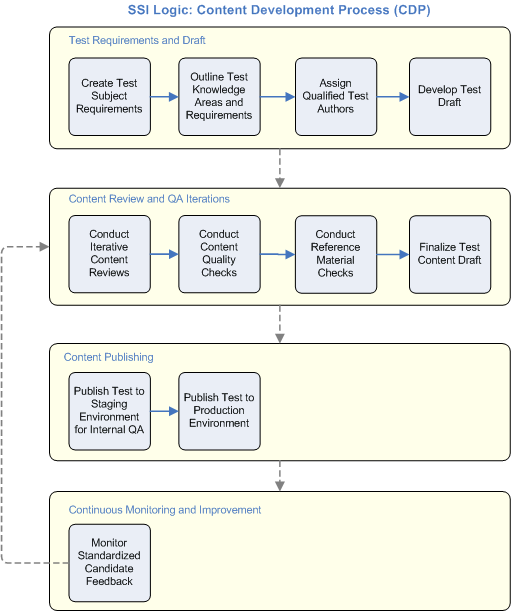 SSI Logic: Content Development Process (CDP)
Test Requirements and Draft
Create Test
Subject
Requirements
Outline Test
Knowledge
Areas and
Requirements
Assign
Qualified Test
Authors
Develop Test
Draft
Content Review and QA Iterations
Conduct
Iterative
Content
Reviews
Conduct
Content
Quality
Checks
Conduct
Reference
Material
Checks
Finalize Test
Content Draft
Content Publishing
Publish Test to
Staging
Environment
for Internal QA
Publish Test to
Production
Environment
Continuous Monitoring and Improvement
Monitor
Standardized
Candidate
Feedback